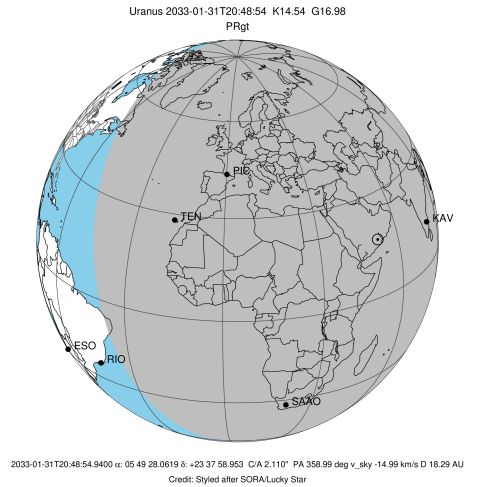 Uranus 2033-01-31T20:48:54 K14.54 G16.98
PRgt
PIC
TEN
KAV
ESO
RIO
SAAO
2033-01-31T20:48:54.9400 α: 05 49 28.0619 δ: +23 37 58.953 C/A 2.110" PA 358.99 deg v_sky -14.99 km/s D 18.29 AU
Credit: Styled after SORA/Lucky Star